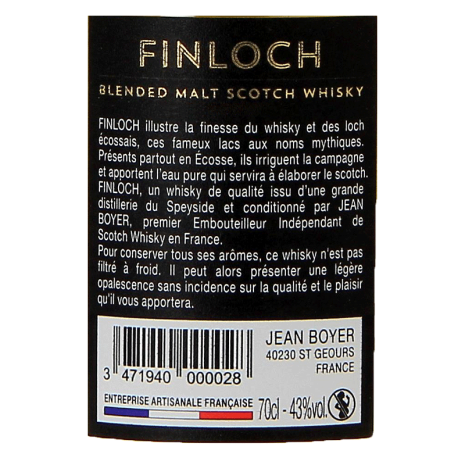 FINLOCH
BLENDED MALT SCOTCH WHISKY
FINLOCH illustre la finesse du whisky et des loch
écossais, ces fameux lacs aux noms mythiques.
Présents partout en Écosse, ils irriguent la campagne
et apportent l'eau pure qui servira à élaborer le scotch.
FINLOCH, un whisky de qualité issu d'une grande
distillerie du Speyside et conditionné par JEAN
BOYER, premier Embouteilleur Indépendant de
Scotch Whisky en France.
Pour conserver tous ses arômes, ce whisky n'est pas
filtré à froid. Il peut alors présenter une légère
opalescence sans incidence sur la qualité et le plaisir
qu'il vous apportera.
3 471940 000028
JEAN BOYER
40230 ST GEOURS
FRANCE
ENTREPRISE ARTISANALE FRANÇAISE
70cl - 43%vol.